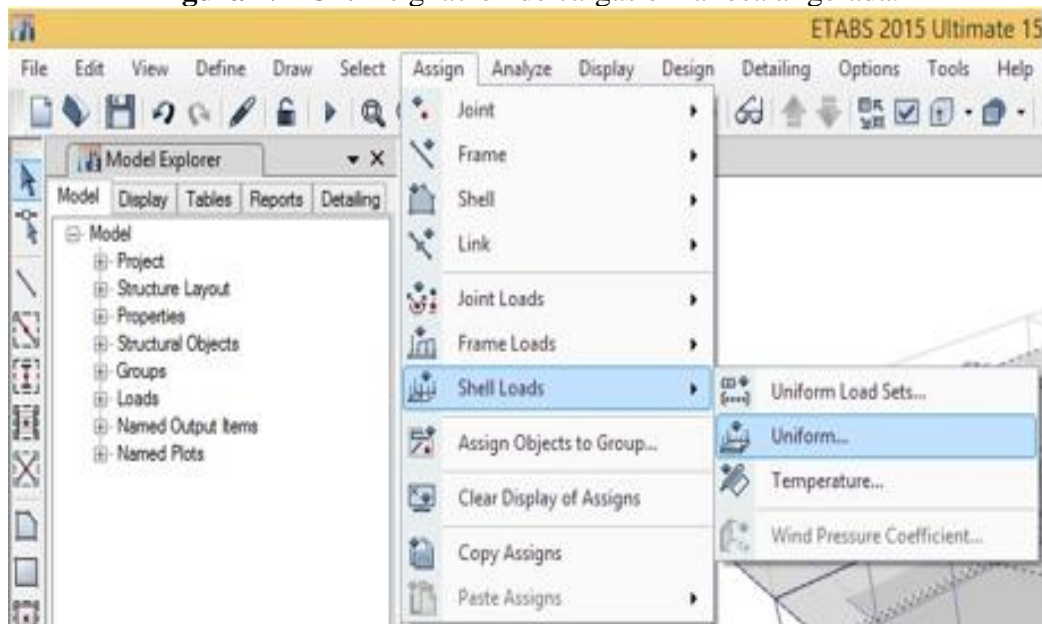 ETABS 2015 Ultimate 15
File Edit View Define Draw Select Assign Analyze Display Design Detailing Options Tools Help
Model Explorer
Model Display Tables Reports Detailing
Model
Project
Structure Layout
Properties
Structural Objects
Groups
Loads
Named Output Items
Named Plots
Joint
Frame
Shell
Link
Joint Loads
Frame Loads
Shell Loads
Assign Objects to Group...
Clear Display of Assigns
Copy Assigns
Paste Assigns
Uniform Load Sets...
Uniform...
Temperature...
Wind Pressure Coefficient...